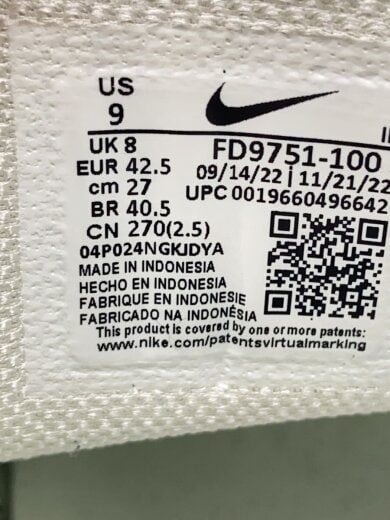 US
9
UK 8
EUR 42.5
cm 27
BR 40.5
CN 270(2.5)
FD9751-100
09/14/22 | 11/21/22
UPC 0019660496642
04P024NGKJDYA
MADE IN INDONESIA
HECHO EN INDONESIA
FABRIQUE EN INDONESIE
FABRICADO NA INDONÉSIA
This product is covered by one or more patents:
www.nike.com/patentsvirtualmarking